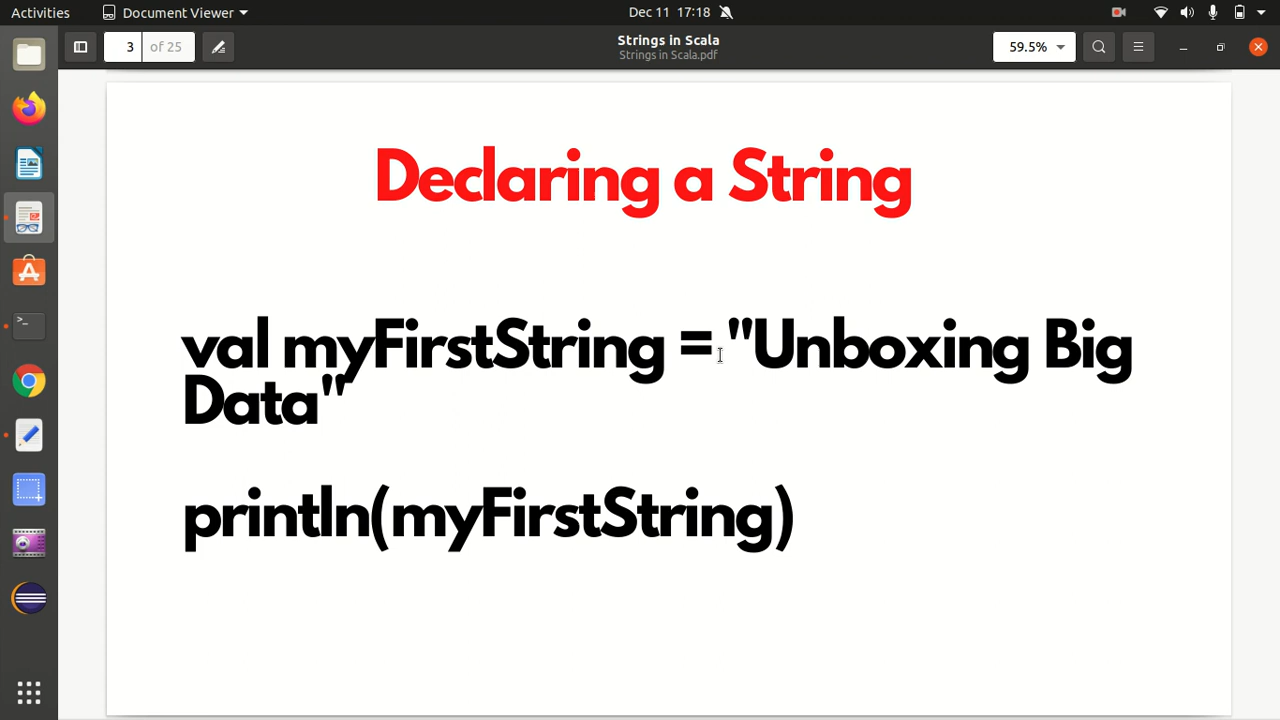 Activities
Document Viewer
Dec 11 17:18
3
of 25
Strings in Scala
Strings in Scala.pdf
59.5%
Declaring a String
val myFirstString = "Unboxing Big
Data"
println(myFirstString)